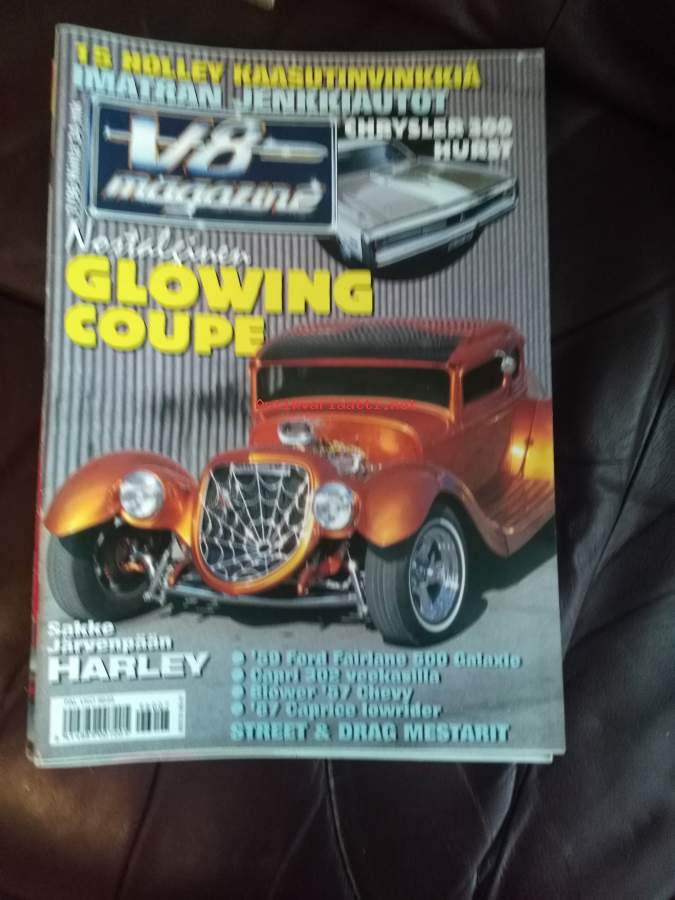 15 HOLLEY KAASUTINVINKKIÄ
IMATRAN JENKKIAUTOT
CHRYSLER 300
HURST
V8
magazine
Nostalginen
GLOWING
COUPE
Sakke
Järvenpään
HARLEY
'59 Ford Fairlane 500 Galaxie
Capri 302 veekasilla
Blower '57 Chevy
'87 Caprice lowrider
STREET & DRAG MESTARIT